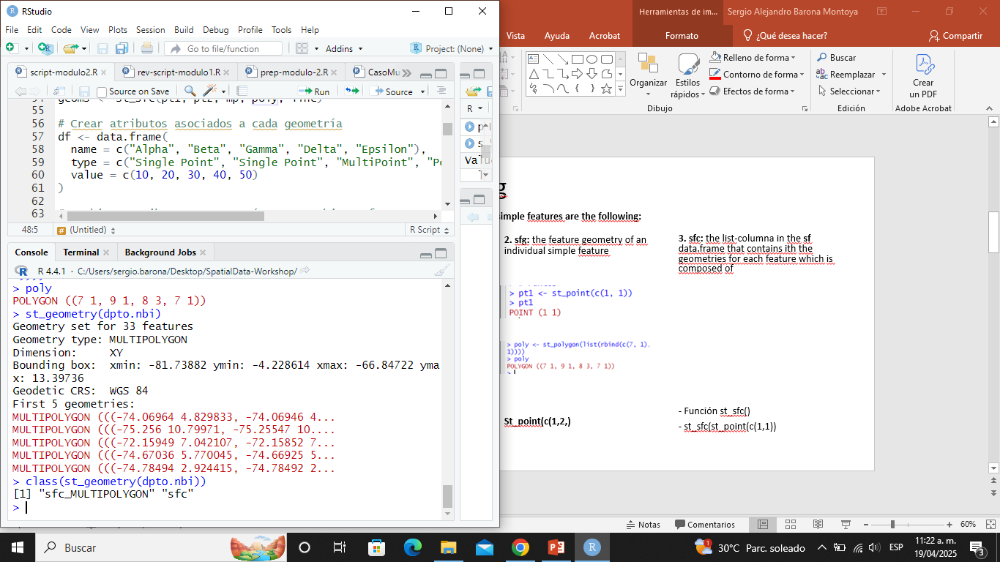 RStudio
File Edit Code View Plots Session Build Debug Profile Tools Help
Go to file/function
Addins
Project: (None)
script-modulo2.R
rev-script-modulo1.R
prep-modulo-2.R
CasoMu
Source on Save
Run
Source
R
55
56 # Crear atributos asociados a cada geometría
57 df <- data.frame(
58 name = c("Alpha", "Beta", "Gamma", "Delta", "Epsilon"),
59 type = c("Single Point", "Single Point", "MultiPoint", "Po
60 value = c(10, 20, 30, 40, 50)
61 )
62
63
48:5
(Untitled)
R Script
Console Terminal Background Jobs
R 4.4.1 · C:/Users/sergio.barona/Desktop/SpatialData-Workshop/
> poly
POLYGON ((7 1, 9 1, 8 3, 7 1))
> st_geometry(dpto.nbi)
Geometry set for 33 features
Geometry type: MULTIPOLYGON
Dimension: XY
Bounding box: xmin: -81.73882 ymin: -4.228614 xmax: -66.84722 yma
x: 13.39736
Geodetic CRS: WGS 84
First 5 geometries:
MULTIPOLYGON (((-74.06964 4.829833, -74.06946 4...
MULTIPOLYGON (((-75.256 10.79971, -75.25547 10....
MULTIPOLYGON (((-72.15949 7.042107, -72.15852 7...
MULTIPOLYGON (((-74.67036 5.770045, -74.66925 5...
MULTIPOLYGON (((-74.78494 2.924415, -74.78492 2...
> class(st_geometry(dpto.nbi))
[1] "sfc_MULTIPOLYGON" "sfc"
>
Herramientas de im...
Sergio Alejandro Barona Montoya
Vista Ayuda Acrobat Formato ¿Qué desea hacer? Compartir
Organizar
Estilos
rápidos
Relleno de forma
Contorno de forma
Efectos de forma
Dibujo
Buscar
Reemplazar
Seleccionar
Edición
Crear
un PDF
Adobe Acrobat
g
simple features are the following:
2. sfg: the feature geometry of an
individual simple feature
> pt1 <- st_point(c(1, 1))
> pt1
POINT (1 1)
> poly <- st_polygon(list(rbind(c(7, 1),
1))))
> poly
POLYGON ((7 1, 9 1, 8 3, 7 1))
>
St_point(c(1,2,)
3. sfc: the list-columna in the sf
data.frame that contains ith the
geometries for each feature which is
composed of
- Función st_sfc()
- st_sfc(st_point(c(1,1))
Notas
Comentarios
60%
Buscar
30°C Parc. soleado
ESP
11:22 a. m.
19/04/2025
3